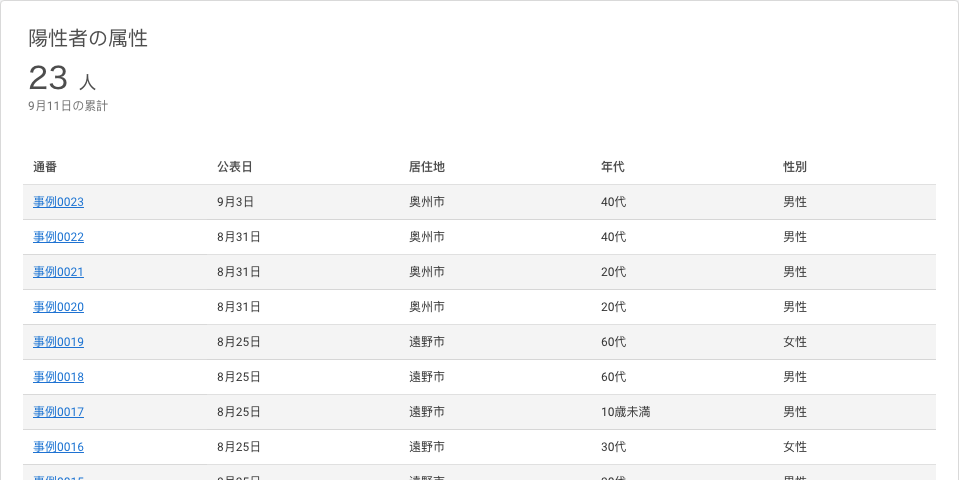 陽性者の属性
23 人
9月11日の累計
通番 公表日 居住地 年代 性別
事例0023 9月3日 奥州市 40代 男性
事例0022 8月31日 奥州市 40代 男性
事例0021 8月31日 奥州市 20代 男性
事例0020 8月31日 奥州市 20代 男性
事例0019 8月25日 遠野市 60代 女性
事例0018 8月25日 遠野市 60代 男性
事例0017 8月25日 遠野市 10歳未満 男性
事例0016 8月25日 遠野市 30代 女性